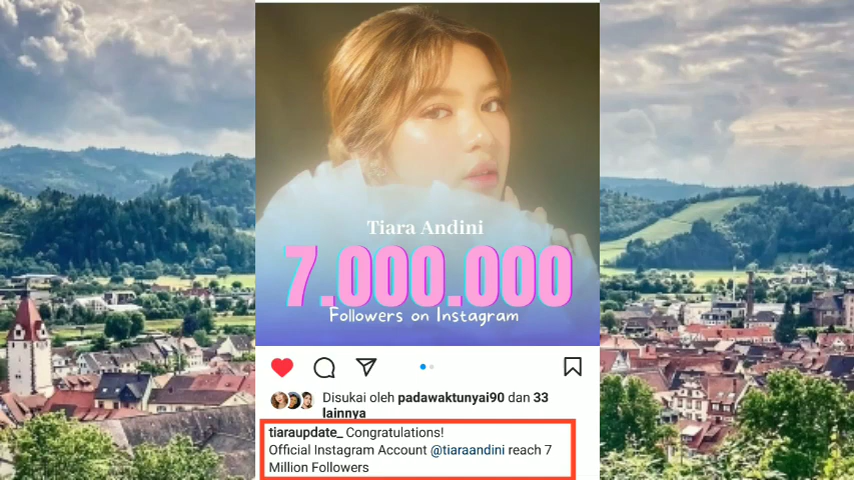 Tiara Andini
7.000.000
Followers on Instagram
Disukai oleh padawaktunyai90 dan 33
lainnya
tiaraupdate_ Congratulations!
Official Instagram Account @tiaraandini reach 7
Million Followers